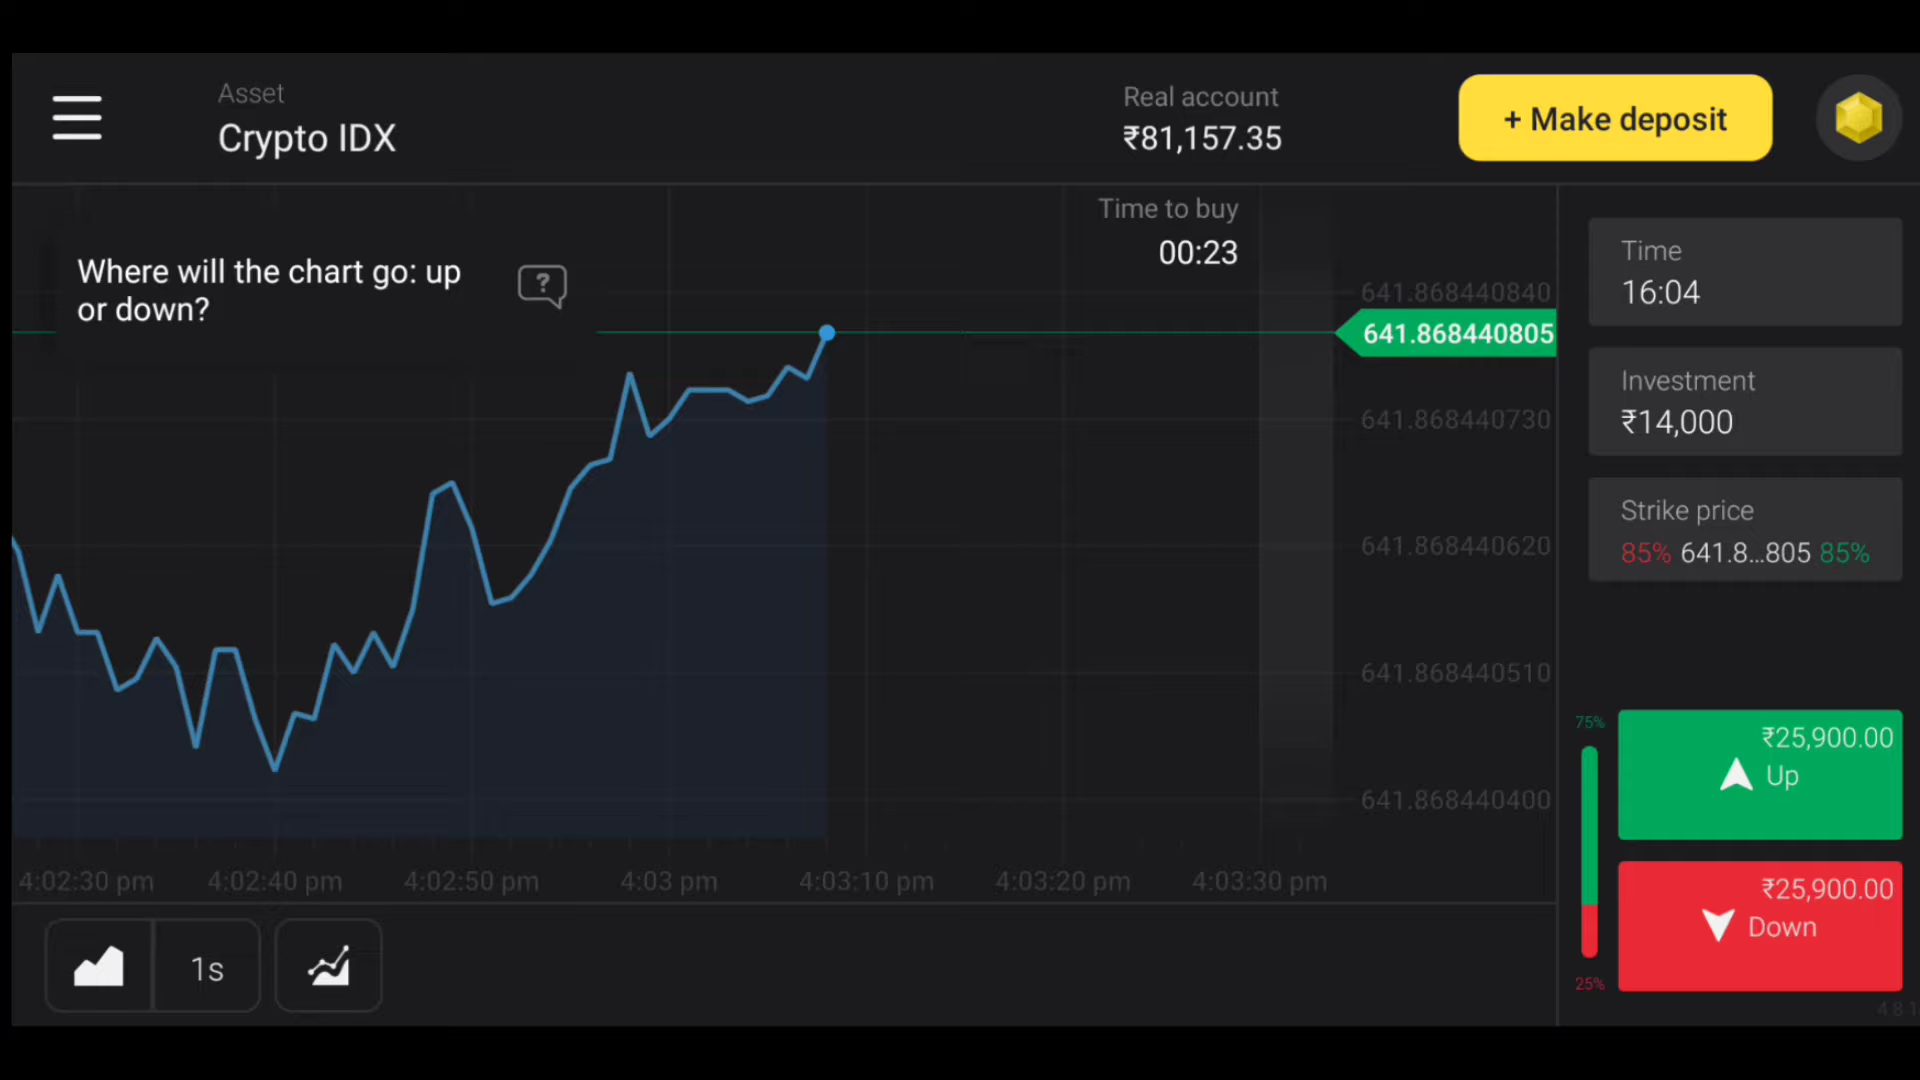 Asset
Crypto IDX
Real account
₹81,157.35
+ Make deposit
Time to buy
00:23
Where will the chart go: up
or down?
?
641.868440840
641.868440805
641.868440730
641.868440620
641.868440510
641.868440400
4:02:30 pm
4:02:40 pm
4:02:50 pm
4:03 pm
4:03:10 pm
4:03:20 pm
4:03:30 pm
1s
Time
16:04
Investment
₹14,000
Strike price
85% 641.8...805 85%
75%
₹25,900.00
Up
₹25,900.00
Down
25%